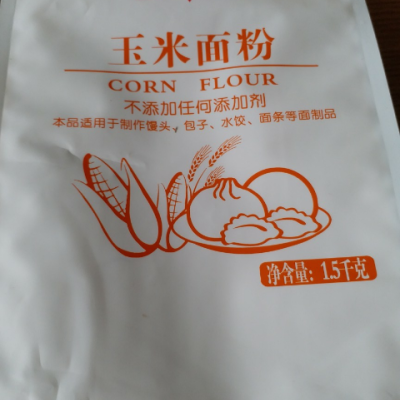 玉米面粉
CORN FLOUR
不添加任何添加剂
本品适用于制作馒头、包子、水饺、面条等面制品
净含量：1.5千克